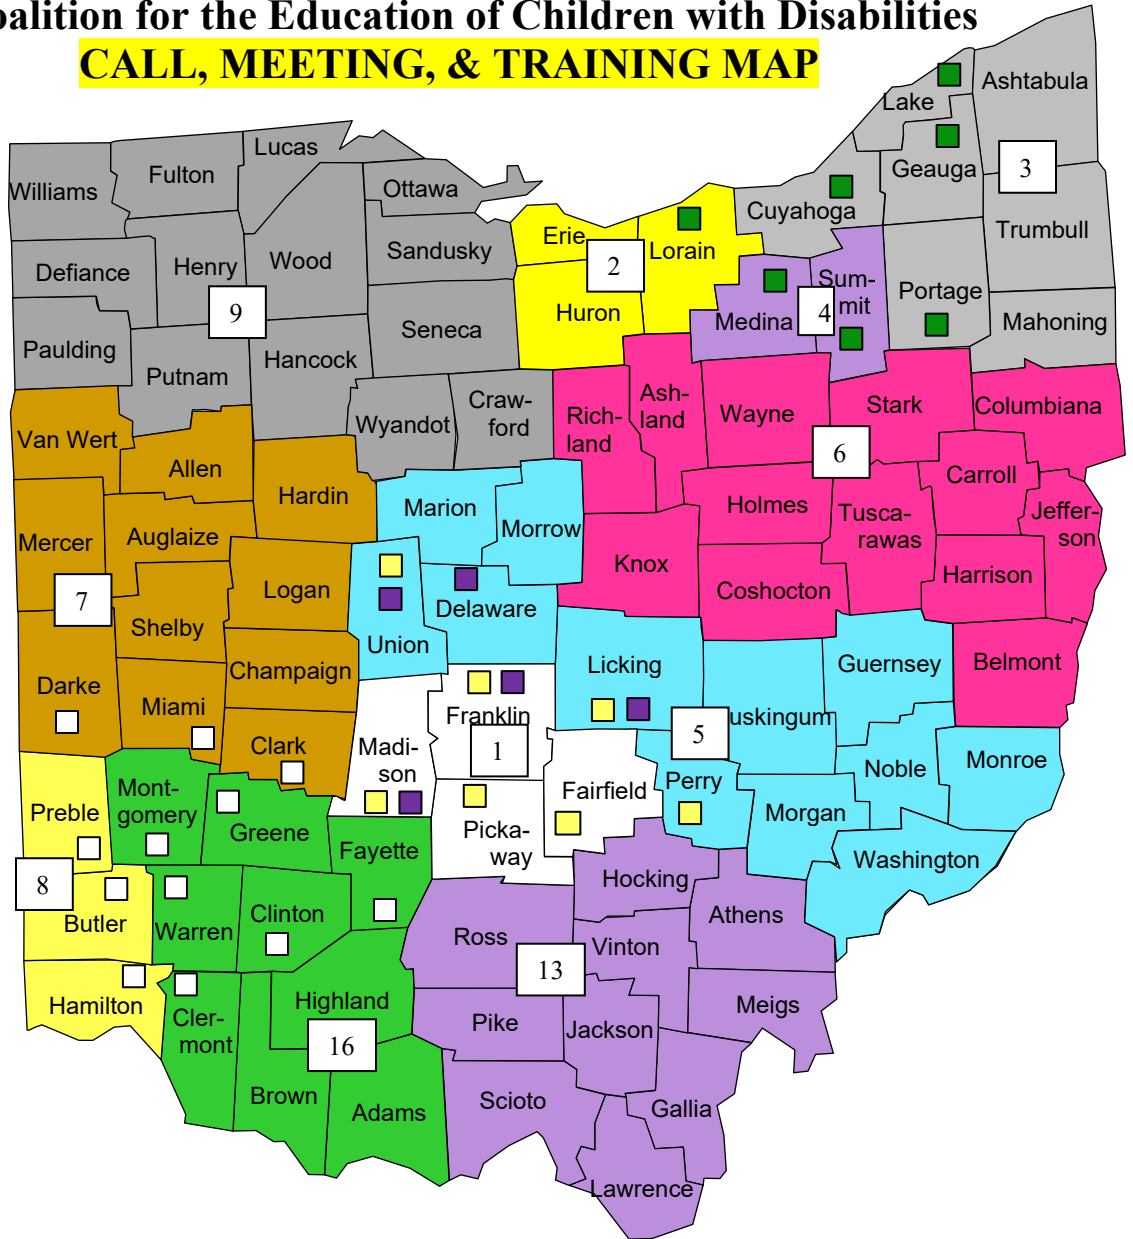 oalition for the Education of Children with Disabilities
CALL, MEETING, & TRAINING MAP
Ashtabula
Lake
Lucas
Geauga
3
Fulton
Williams
Ottawa
Cuyahoga
Trumbull
Erie
Lorain
Sandusky
Wood
Henry
Defiance
2
Sum-
mit
Portage
9
Huron
Medina
4
Mahoning
Seneca
Paulding
Hancock
Putnam
Craw-
ford
Wyandot
Rich-
land
Ash-
land
Wayne
Stark
Columbiana
Van Wert
6
Allen
Carroll
Hardin
Marion
Morrow
Holmes
Tusca-
rawas
Jeffer-
son
Mercer
Auglaize
Knox
Harrison
Logan
Coshocton
7
Delaware
Shelby
Union
Licking
Guernsey
Belmont
Champaign
Darke
Miami
Franklin
uskingum
5
1
Clark
Madi-
son
Monroe
Noble
Perry
Fairfield
Mont-
gomery
Preble
Greene
Morgan
Picka-
way
Fayette
Washington
8
Hocking
Butler
Warren
Clinton
Athens
Ross
Vinton
13
Hamilton
Highland
Meigs
Cler-
mont
Pike
Jackson
16
Brown
Adams
Scioto
Gallia
Lawrence